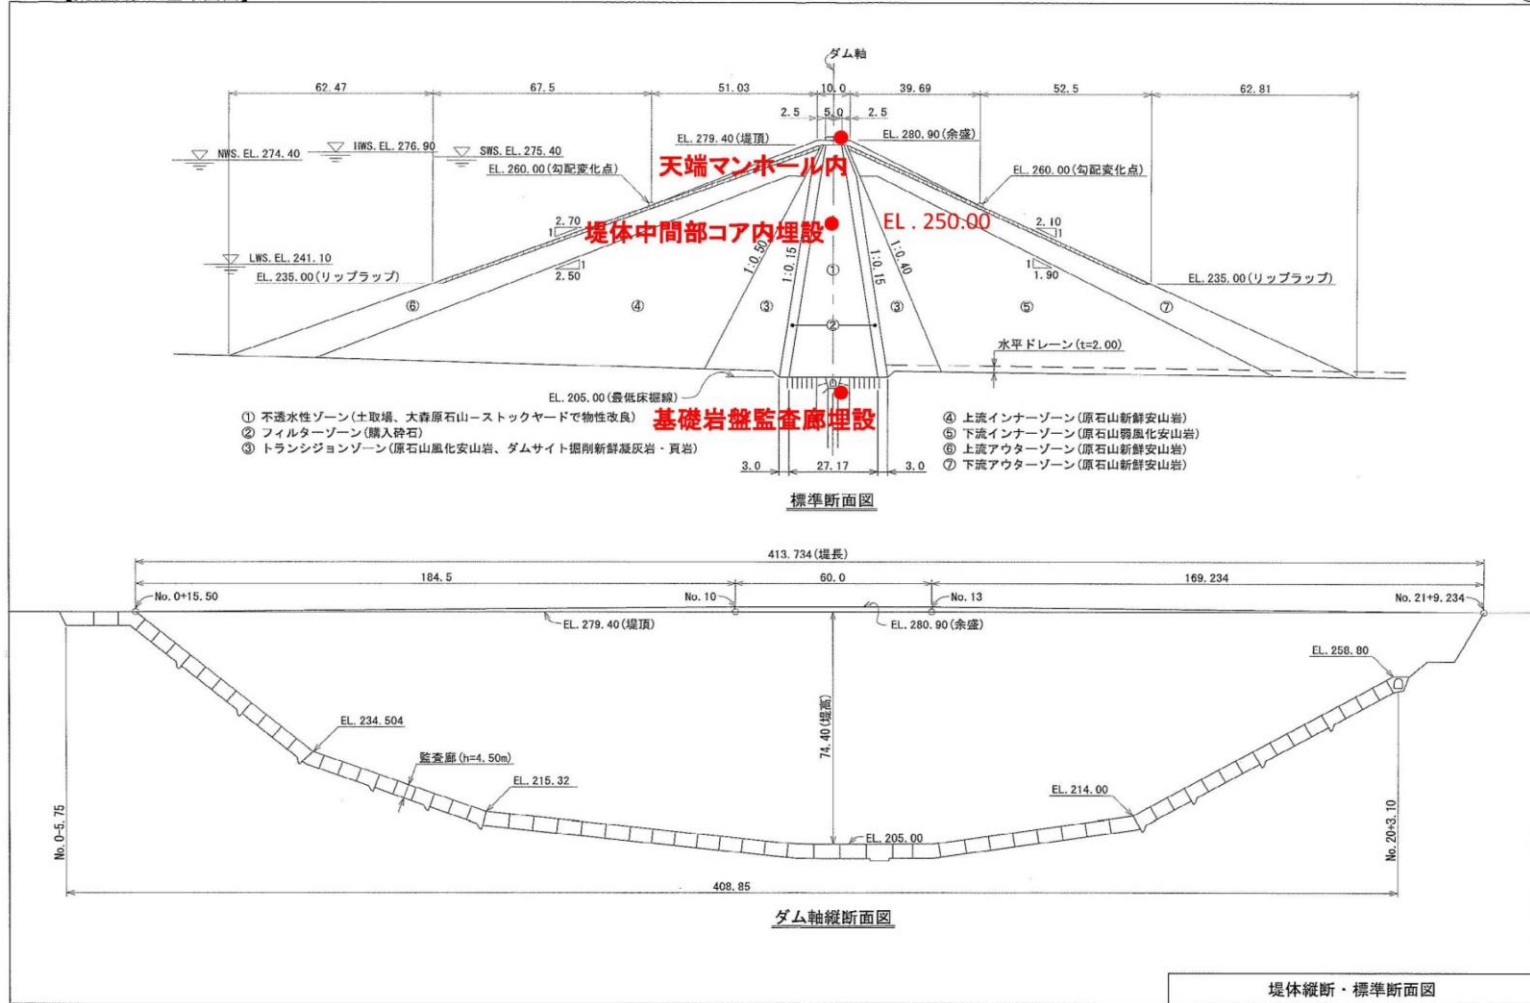 ダム軸
62.47
67.5
51.03
10.0
39.69
52.5
62.81
2.5
5.0
2.5
EL.279.40(堤頂)
EL.280.90(余盛)
NWS.EL.274.40
HWS.EL.276.90
SWS.EL.275.40
天端マンホール内
EL.260.00(勾配変化点)
EL.260.00(勾配変化点)
2.70
1
堤体中間部コア内埋設
EL.250.00
2.10
1
LWS.EL.241.10
1
2.50
1:0.50
1:0.15
①
1:0.15
1:0.40
1
1.90
EL.235.00(リップラップ)
EL.235.00(リップラップ)
⑥
④
③
②
③
⑤
⑦
水平ドレーン(t=2.00)
EL.205.00(最低床掘線)
基礎岩盤監査廊埋設
① 不透水性ゾーン(土取場、大森原石山−ストックヤードで物性改良)
② フィルターゾーン(購入砕石)
③ トランジションゾーン(原石山風化安山岩、ダムサイト掘削新鮮凝灰岩・頁岩)
④ 上流インナーゾーン(原石山新鮮安山岩)
⑤ 下流インナーゾーン(原石山弱風化安山岩)
⑥ 上流アウターゾーン(原石山新鮮安山岩)
⑦ 下流アウターゾーン(原石山新鮮安山岩)
3.0
27.17
3.0
標準断面図
413.734(堤長)
184.5
60.0
169.234
No.0+15.50
No.10
No.13
No.21+9.234
EL.279.40(堤頂)
EL.280.90(余盛)
EL.258.80
74.40(堤高)
EL.234.504
監査廊(h=4.50m)
EL.215.32
EL.214.00
EL.205.00
No.0-5.75
No.20+3.10
408.85
ダム軸縦断面図
堤体縦断・標準断面図